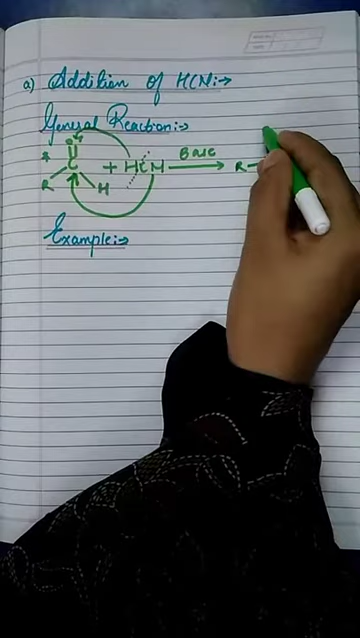 a) Addition of HCN:→
General Reaction:→
O
R C + HCN Base → R
R H
Example:→